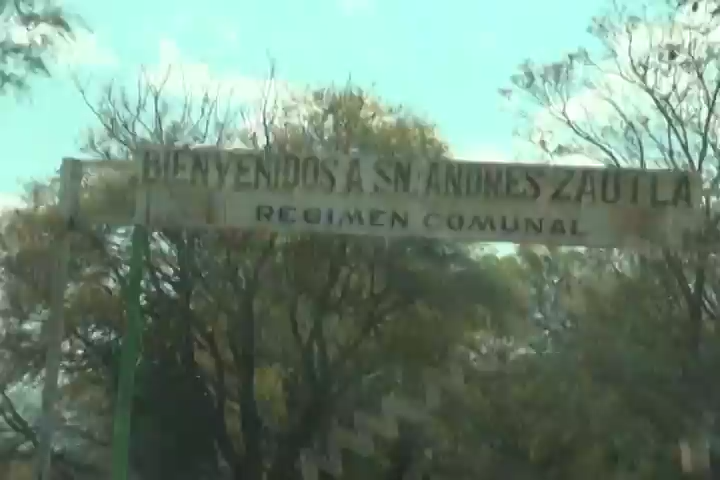 BIENVENIDOS A SN. ANDRES ZAUTLA
REGIMEN COMUNAL